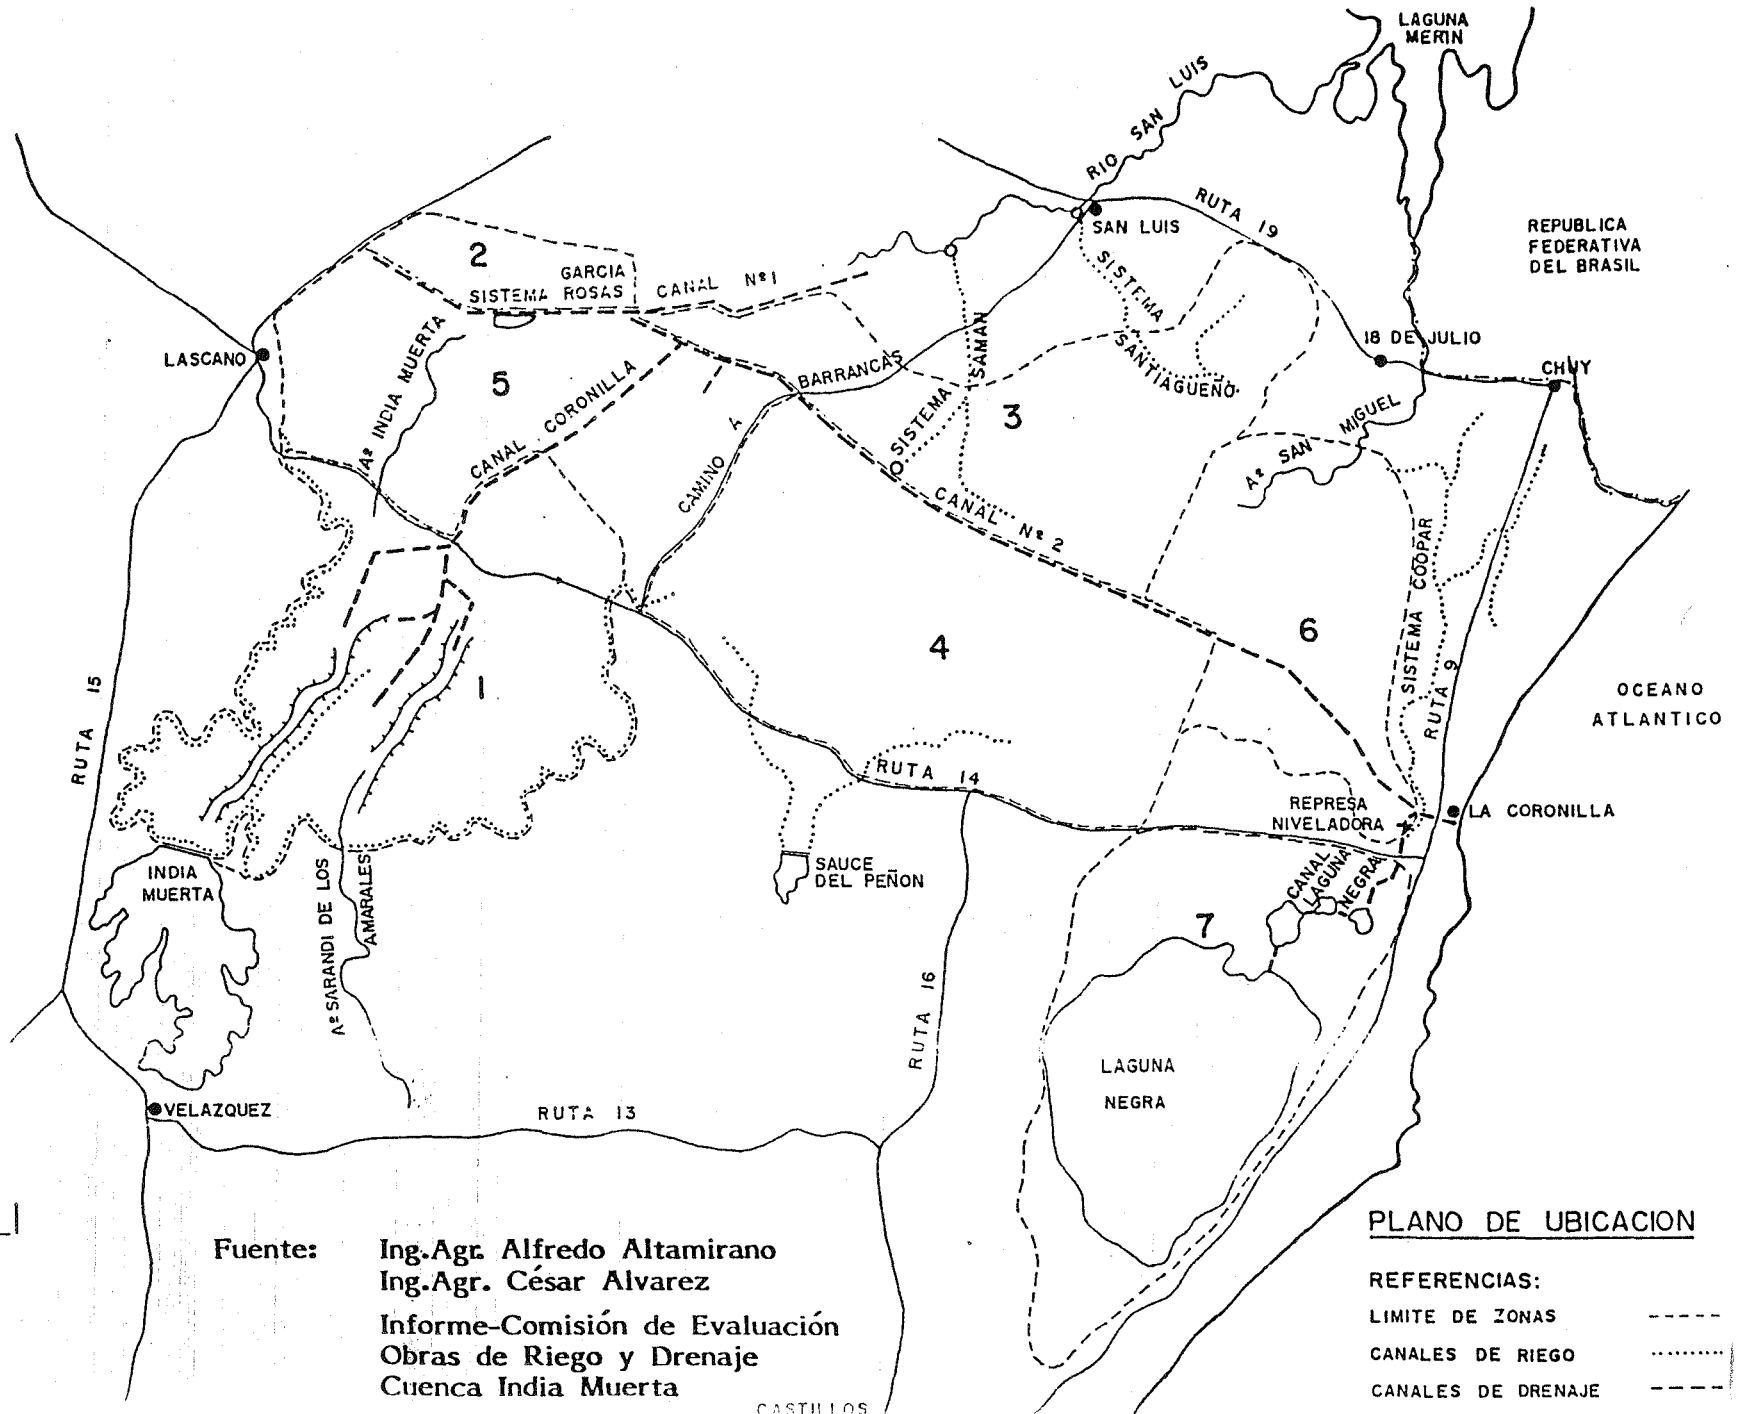 LAGUNA
MERIN
RIO SAN LUIS
RUTA 19
SAN LUIS
REPUBLICA
FEDERATIVA
DEL BRASIL
2
GARCIA
SISTEMA ROSAS
CANAL Nº1
SISTEMA
SANTIAGUEÑO
LASCANO
Aº INDIA MUERTA
5
CANAL CORONILLA
CAMINO A BARRANCAS
SISTEMA SAMAN
3
18 DE JULIO
CHUY
Aº SAN MIGUEL
CANAL Nº 2
SISTEMA COOPAR
RUTA 9
6
4
1
RUTA 15
OCEANO
ATLANTICO
RUTA 14
REPRESA
NIVELADORA
LA CORONILLA
INDIA
MUERTA
Aº SARANDI DE LOS
AMARALES
SAUCE
DEL PEÑON
CANAL
LAGUNA
NEGRA
7
RUTA 16
LAGUNA
NEGRA
VELAZQUEZ
RUTA 13
Fuente: Ing.Agr. Alfredo Altamirano
Ing.Agr. César Alvarez
Informe-Comisión de Evaluación
Obras de Riego y Drenaje
Cuenca India Muerta
CASTILLOS
PLANO DE UBICACION
REFERENCIAS:
LIMITE DE ZONAS
CANALES DE RIEGO
CANALES DE DRENAJE